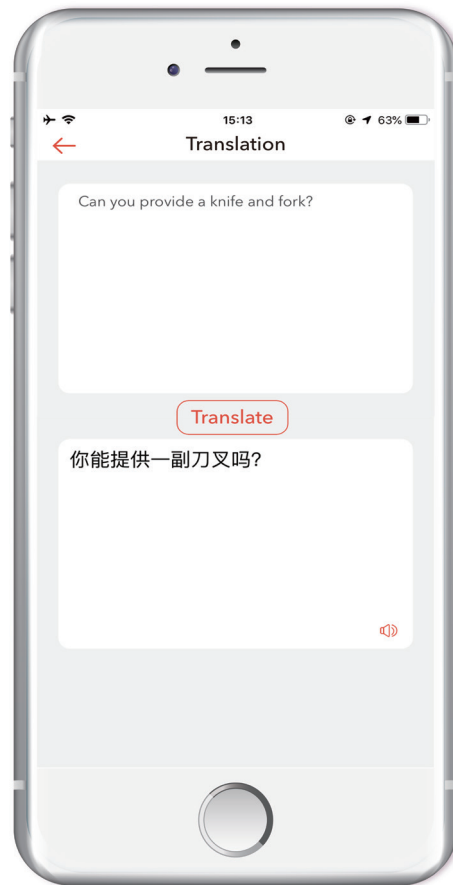 15:13
63%
Translation
Can you provide a knife and fork?
Translate
你能提供一副刀叉吗?